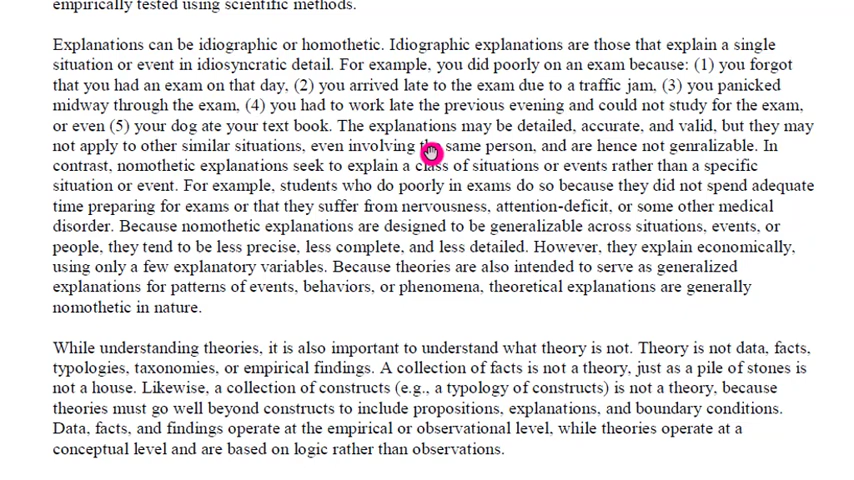 empirically tested using scientific methods.
Explanations can be idiographic or homothetic. Idiographic explanations are those that explain a single
situation or event in idiosyncratic detail. For example, you did poorly on an exam because: (1) you forgot
that you had an exam on that day, (2) you arrived late to the exam due to a traffic jam, (3) you panicked
midway through the exam, (4) you had to work late the previous evening and could not study for the exam,
or even (5) your dog ate your text book. The explanations may be detailed, accurate, and valid, but they may
not apply to other similar situations, even involving the same person, and are hence not genralizable. In
contrast, nomothetic explanations seek to explain a class of situations or events rather than a specific
situation or event. For example, students who do poorly in exams do so because they did not spend adequate
time preparing for exams or that they suffer from nervousness, attention-deficit, or some other medical
disorder. Because nomothetic explanations are designed to be generalizable across situations, events, or
people, they tend to be less precise, less complete, and less detailed. However, they explain economically,
using only a few explanatory variables. Because theories are also intended to serve as generalized
explanations for patterns of events, behaviors, or phenomena, theoretical explanations are generally
nomothetic in nature.
While understanding theories, it is also important to understand what theory is not. Theory is not data, facts,
typologies, taxonomies, or empirical findings. A collection of facts is not a theory, just as a pile of stones is
not a house. Likewise, a collection of constructs (e.g., a typology of constructs) is not a theory, because
theories must go well beyond constructs to include propositions, explanations, and boundary conditions.
Data, facts, and findings operate at the empirical or observational level, while theories operate at a
conceptual level and are based on logic rather than observations.